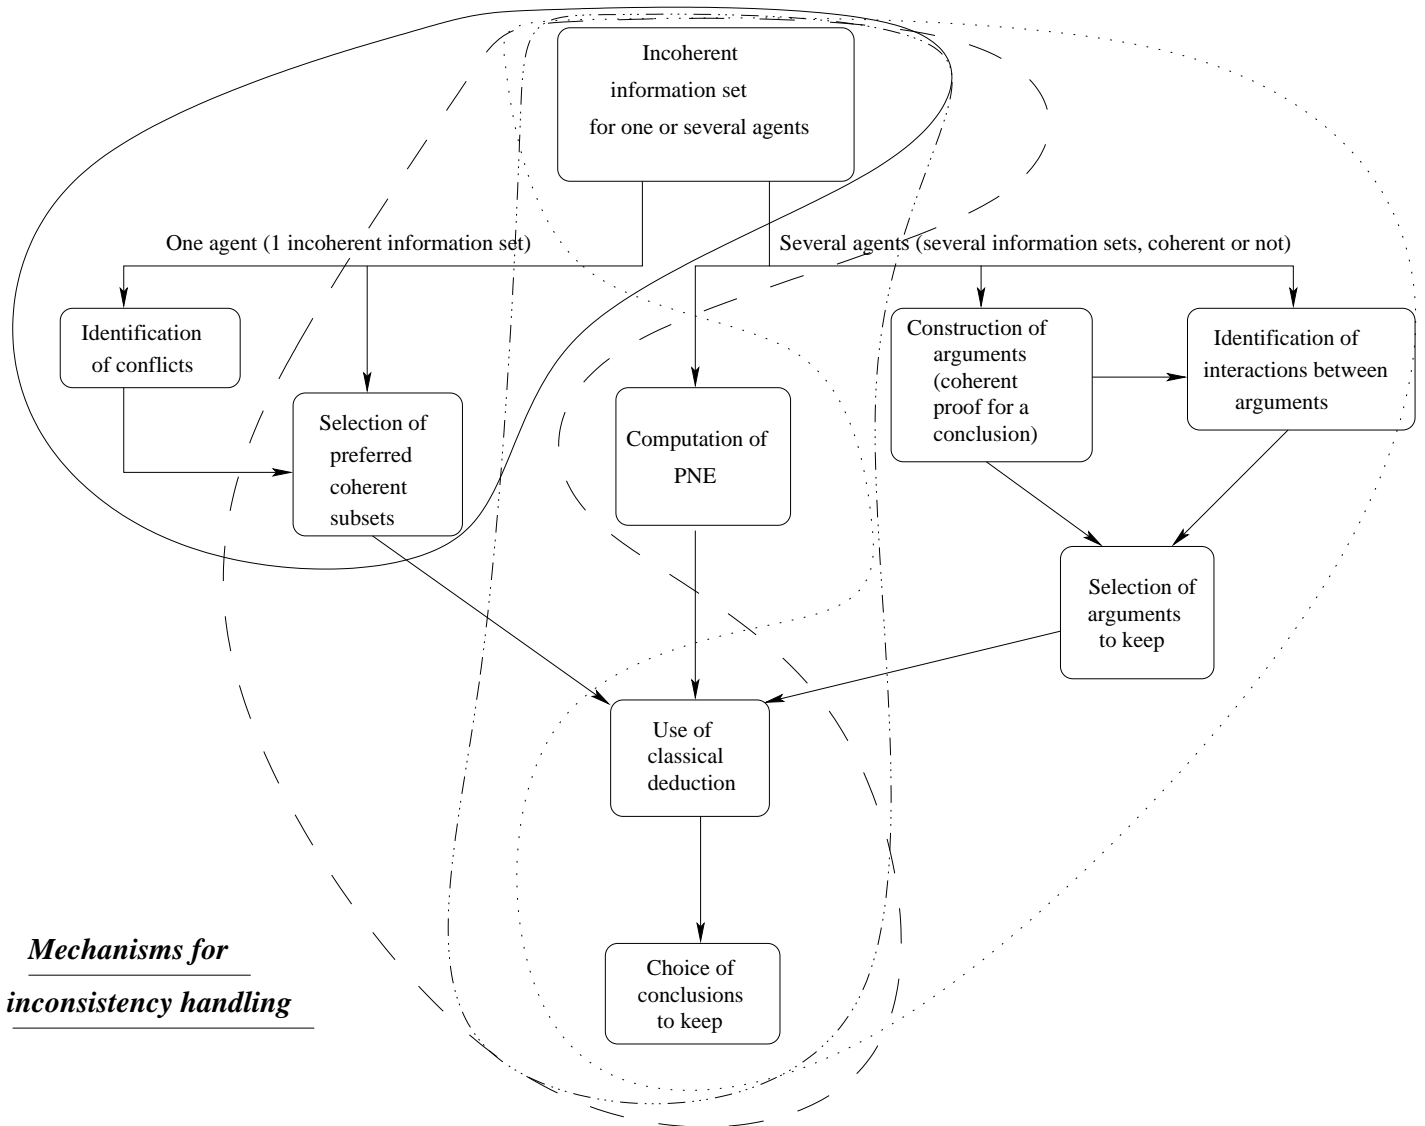 Incoherent
information set
for one or several agents
One agent (1 incoherent information set)
Several agents (several information sets, coherent or not)
Identification
of conflicts
Selection of
preferred
coherent
subsets
Computation of
PNE
Construction of
arguments
(coherent
proof for a
conclusion)
Identification of
interactions between
arguments
Selection of
arguments
to keep
Use of
classical
deduction
Choice of
conclusions
to keep
Mechanisms for
inconsistency handling